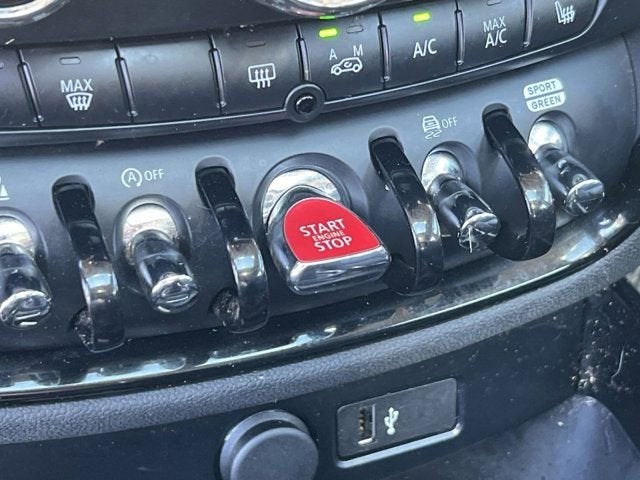 MAX
A M
A/C
MAX
A/C
A OFF
OFF
SPORT
GREEN
START
ENGINE
STOP